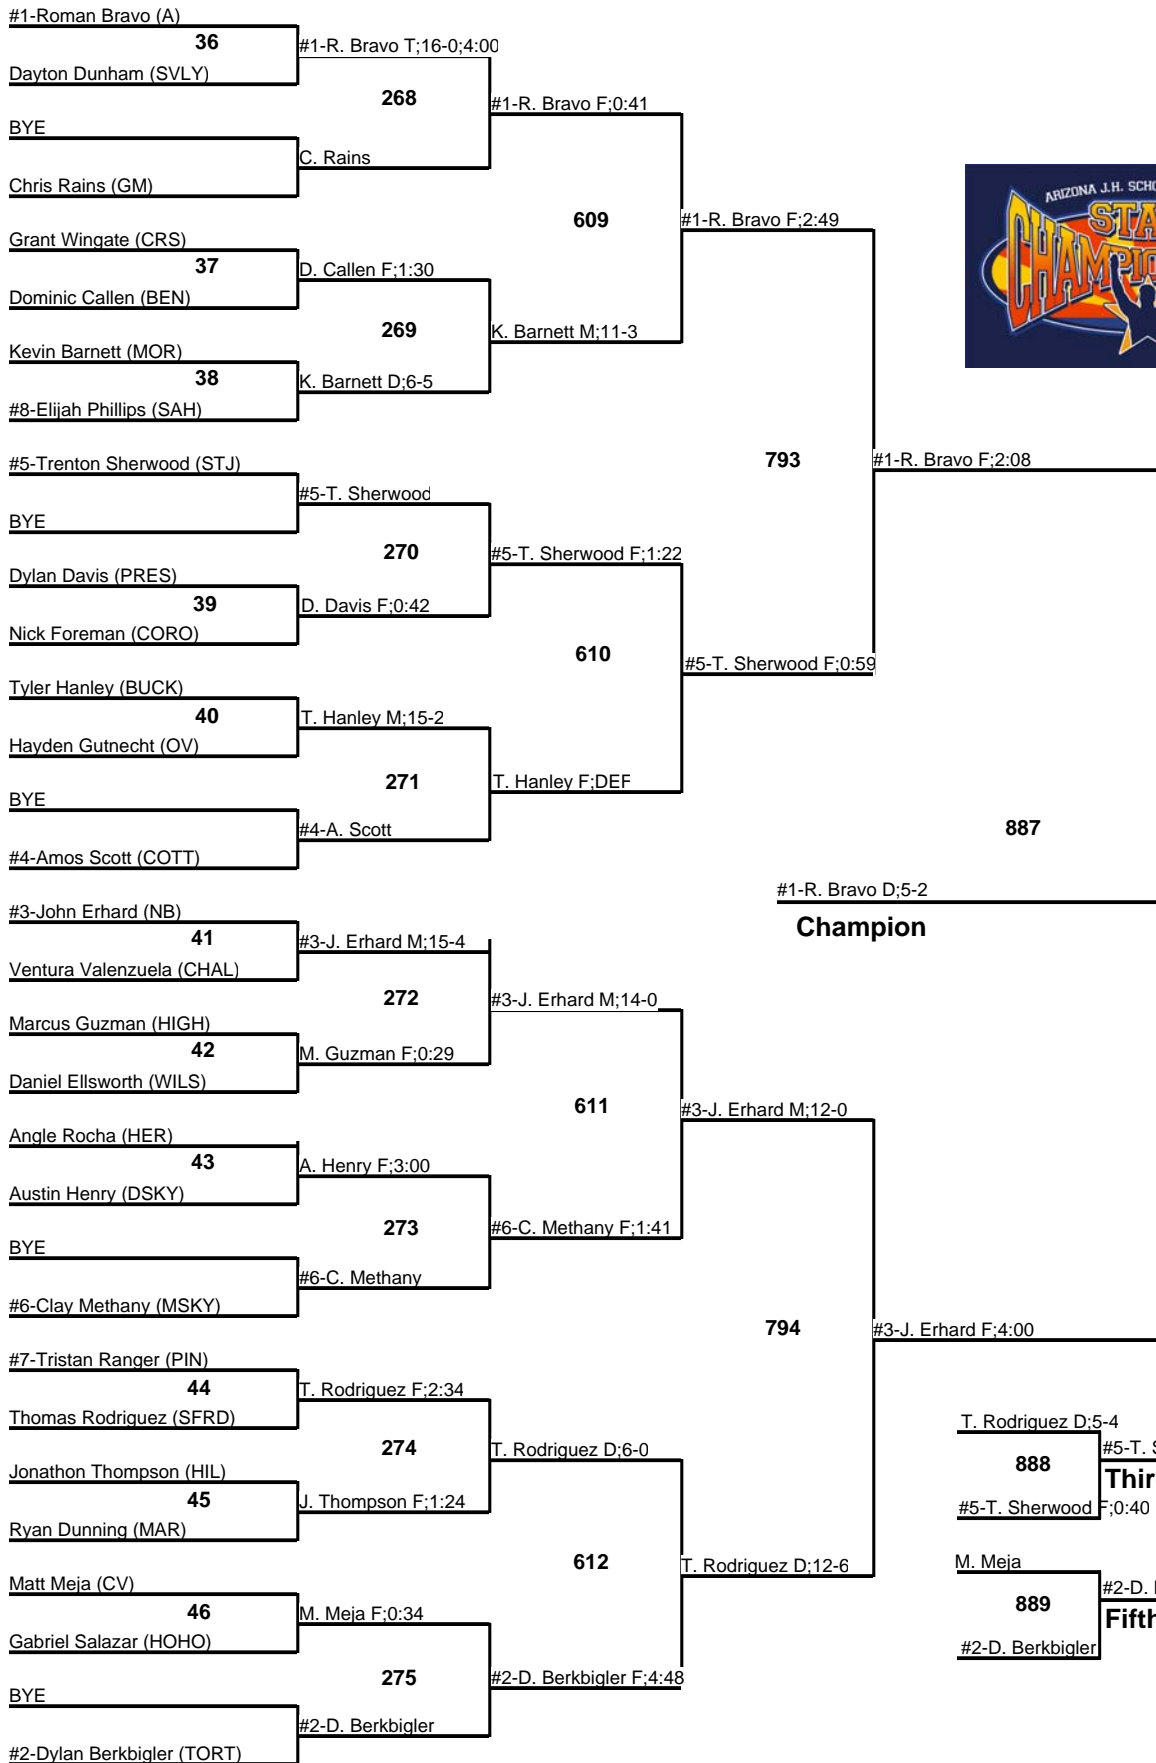 #1-Roman Bravo (A)
36
#1-R. Bravo T;16-0;4:00
Dayton Dunham (SVLY)
268
#1-R. Bravo F;0:41
BYE
C. Rains
Chris Rains (GM)
609
#1-R. Bravo F;2:49
Grant Wingate (CRS)
37
D. Callen F;1:30
Dominic Callen (BEN)
269
K. Barnett M;11-3
Kevin Barnett (MOR)
38
K. Barnett D;6-5
#8-Elijah Phillips (SAH)
793
#1-R. Bravo F;2:08
#5-Trenton Sherwood (STJ)
#5-T. Sherwood
BYE
270
#5-T. Sherwood F;1:22
Dylan Davis (PRES)
39
D. Davis F;0:42
Nick Foreman (CORO)
610
#5-T. Sherwood F;0:59
Tyler Hanley (BUCK)
40
T. Hanley M;15-2
Hayden Gutnecht (OV)
271
T. Hanley F;DEF
BYE
#4-A. Scott
#4-Amos Scott (COTT)
887
#1-R. Bravo D;5-2
Champion
#3-John Erhard (NB)
41
#3-J. Erhard M;15-4
Ventura Valenzuela (CHAL)
272
#3-J. Erhard M;14-0
Marcus Guzman (HIGH)
42
M. Guzman F;0:29
Daniel Ellsworth (WILS)
611
#3-J. Erhard M;12-0
Angle Rocha (HER)
43
A. Henry F;3:00
Austin Henry (DSKY)
273
#6-C. Methany F;1:41
BYE
#6-C. Methany
#6-Clay Methany (MSKY)
794
#3-J. Erhard F;4:00
#7-Tristan Ranger (PIN)
44
T. Rodriguez F;2:34
Thomas Rodriguez (SFRD)
274
T. Rodriguez D;6-0
Jonathon Thompson (HIL)
45
J. Thompson F;1:24
Ryan Dunning (MAR)
612
T. Rodriguez D;12-6
Matt Meja (CV)
46
M. Meja F;0:34
Gabriel Salazar (HOHO)
275
#2-D. Berkbigler F;4:48
BYE
#2-D. Berkbigler
#2-Dylan Berkbigler (TORT)
T. Rodriguez D;5-4
888
#5-T. S
Thir
#5-T. Sherwood F;0:40
M. Meja
889
#2-D.
Fifth
#2-D. Berkbigler
ARIZONA J.H. SCHO
STA
CHAMPIO